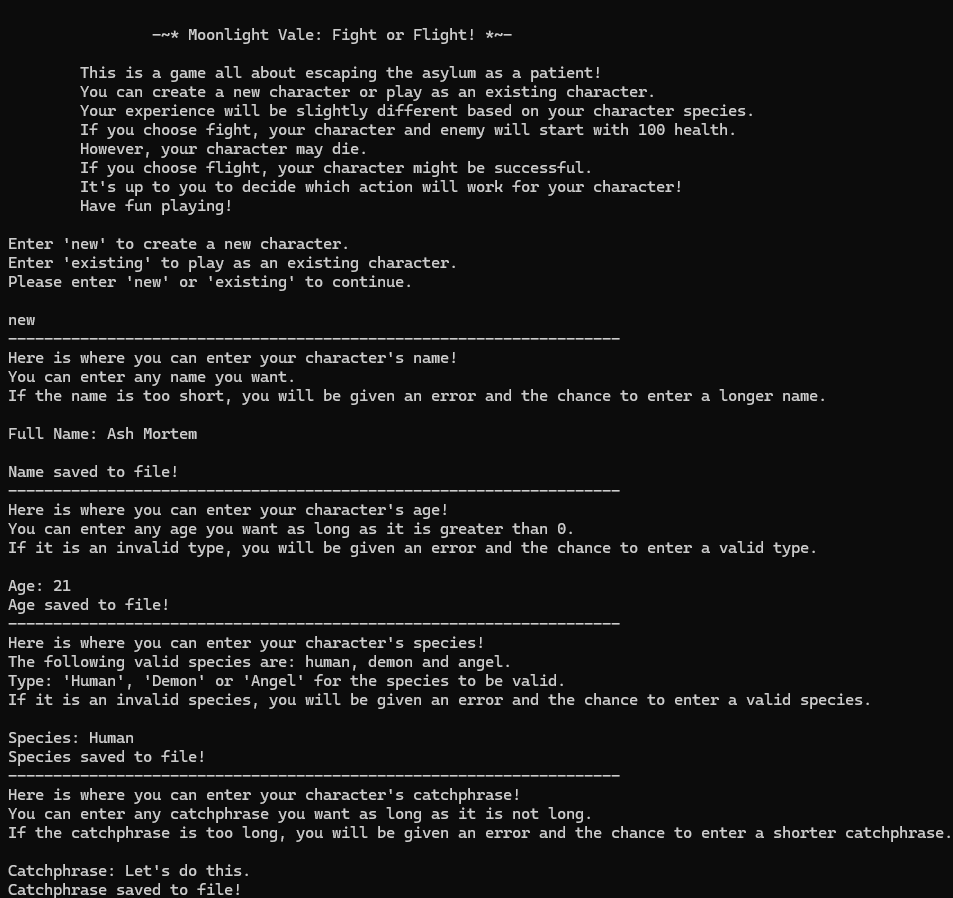 -~* Moonlight Vale: Fight or Flight! *~-
This is a game all about escaping the asylum as a patient!
You can create a new character or play as an existing character.
Your experience will be slightly different based on your character species.
If you choose fight, your character and enemy will start with 100 health.
However, your character may die.
If you choose flight, your character might be successful.
It's up to you to decide which action will work for your character!
Have fun playing!
Enter 'new' to create a new character.
Enter 'existing' to play as an existing character.
Please enter 'new' or 'existing' to continue.
new
--------------------------------------------------------------------
Here is where you can enter your character's name!
You can enter any name you want.
If the name is too short, you will be given an error and the chance to enter a longer name.
Full Name: Ash Mortem
Name saved to file!
--------------------------------------------------------------------
Here is where you can enter your character's age!
You can enter any age you want as long as it is greater than 0.
If it is an invalid type, you will be given an error and the chance to enter a valid type.
Age: 21
Age saved to file!
--------------------------------------------------------------------
Here is where you can enter your character's species!
The following valid species are: human, demon and angel.
Type: 'Human', 'Demon' or 'Angel' for the species to be valid.
If it is an invalid species, you will be given an error and the chance to enter a valid species.
Species: Human
Species saved to file!
--------------------------------------------------------------------
Here is where you can enter your character's catchphrase!
You can enter any catchphrase you want as long as it is not long.
If the catchphrase is too long, you will be given an error and the chance to enter a shorter catchphrase.
Catchphrase: Let's do this.
Catchphrase saved to file!